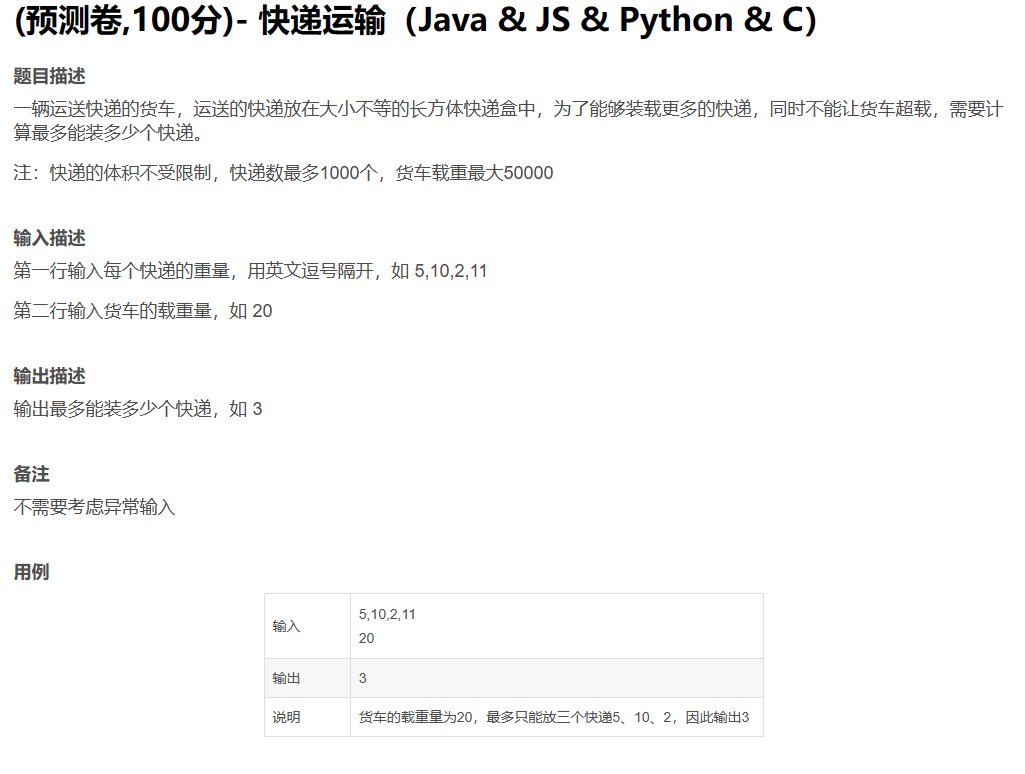 (预测卷,100分)- 快递运输（Java & JS & Python & C）
题目描述
一辆运送快递的货车，运送的快递放在大小不等的长方体快递盒中，为了能够装载更多的快递，同时不能让货车超载，需要计
算最多能装多少个快递。
注：快递的体积不受限制，快递数最多1000个，货车载重最大50000
输入描述
第一行输入每个快递的重量，用英文逗号隔开，如 5,10,2,11
第二行输入货车的载重量，如 20
输出描述
输出最多能装多少个快递，如 3
备注
不需要考虑异常输入
用例
输入
5,10,2,11
20
输出
3
说明
货车的载重量为20，最多只能放三个快递5、10、2，因此输出3